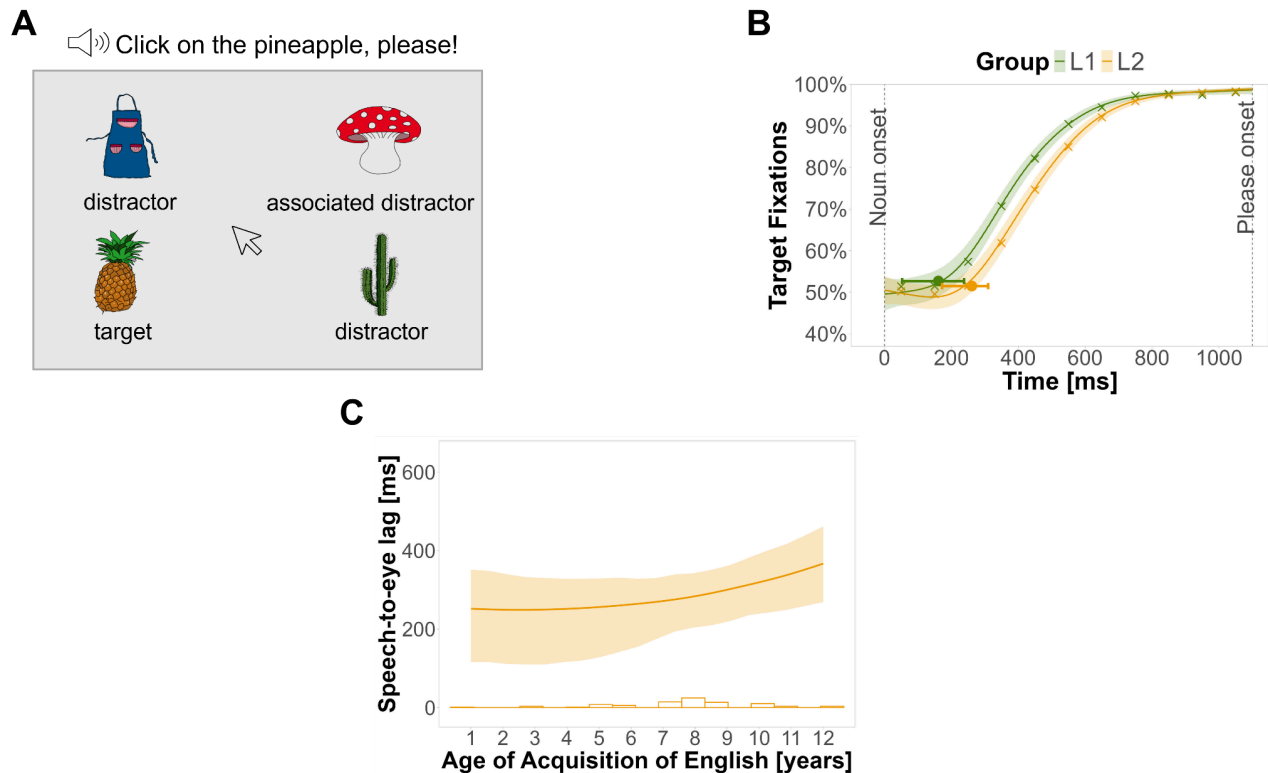 A
Click on the pineapple, please!
distractor
associated distractor
target
distractor
B
Group L1 L2
100%
90%
80%
70%
60%
50%
40%
Target Fixations
Noun onset
Please onset
0 200 400 600 800 1000
Time [ms]
C
600
400
200
0
Speech-to-eye lag [ms]
1 2 3 4 5 6 7 8 9 10 11 12
Age of Acquisition of English [years]